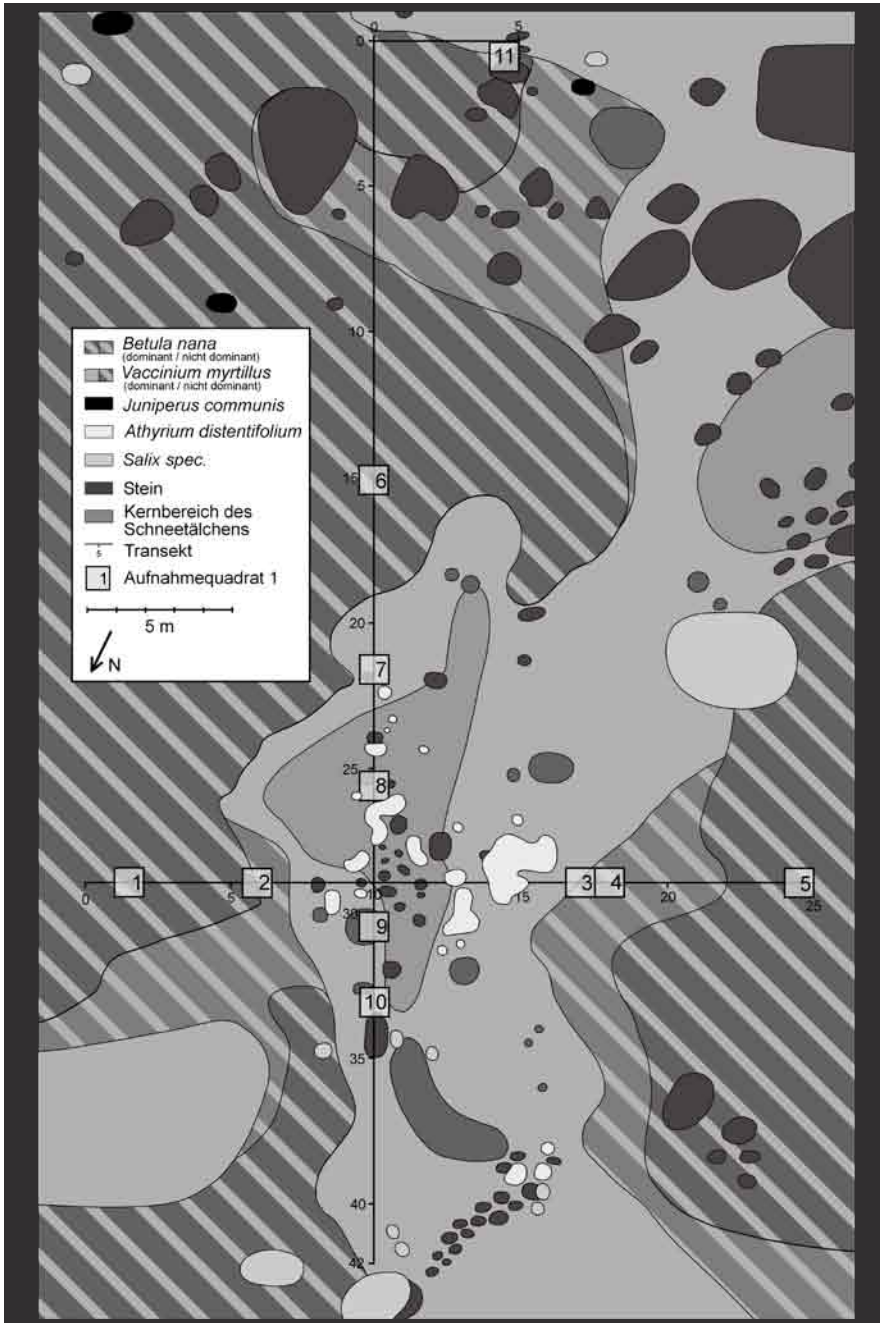 0 5
0
11
5
10
Betula nana
(dominant / nicht dominant)
Vaccinium myrtillus
(dominant / nicht dominant)
Juniperus communis
Athyrium distentifolium
Salix spec.
Stein
Kernbereich des
Schneetälchens
5 Transekt
1 Aufnahmequadrat 1
5 m
N
15 6
20
7
25
8
1 2 3 4 5
0 5 10 15 20 25
30
9
10
35
40
42